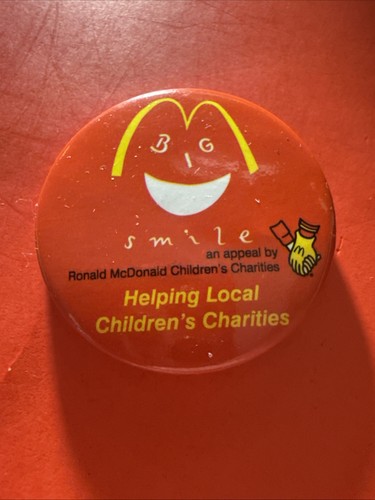 BIG
smile
an appeal by
Ronald McDonald Children's Charities
Helping Local
Children's Charities